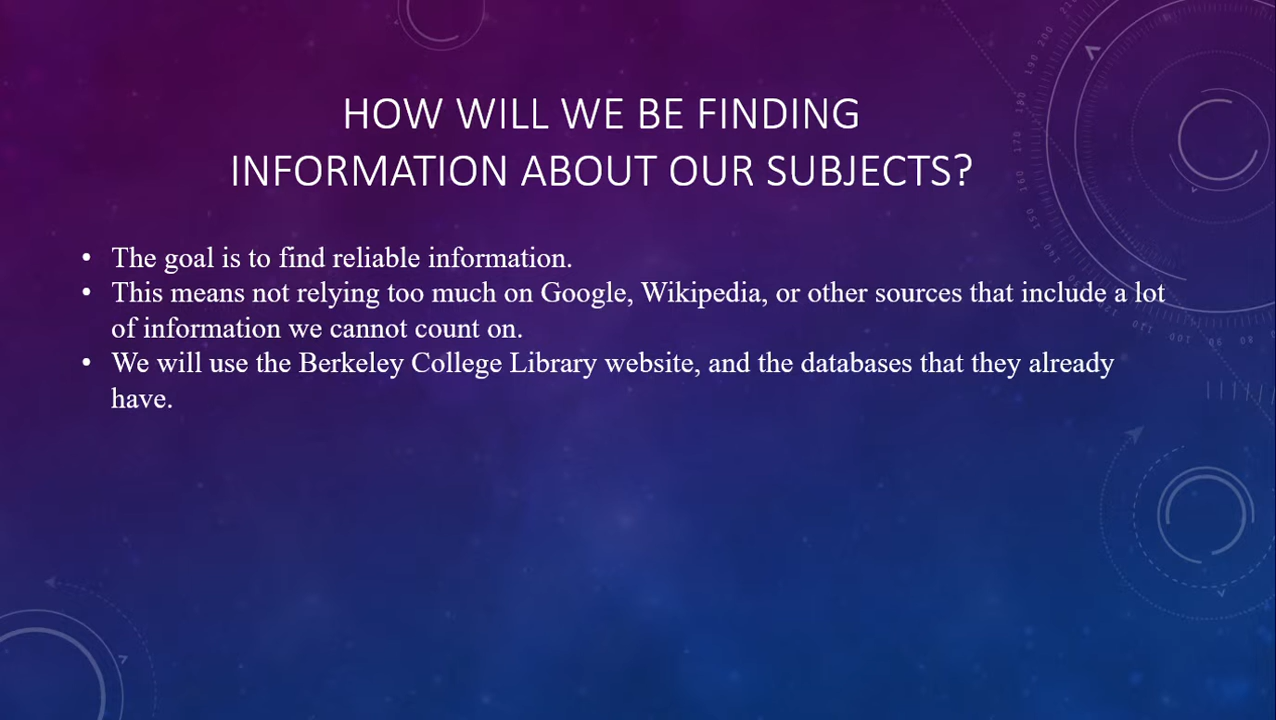 HOW WILL WE BE FINDING
INFORMATION ABOUT OUR SUBJECTS?
• The goal is to find reliable information.
• This means not relying too much on Google, Wikipedia, or other sources that include a lot
of information we cannot count on.
• We will use the Berkeley College Library website, and the databases that they already
have.